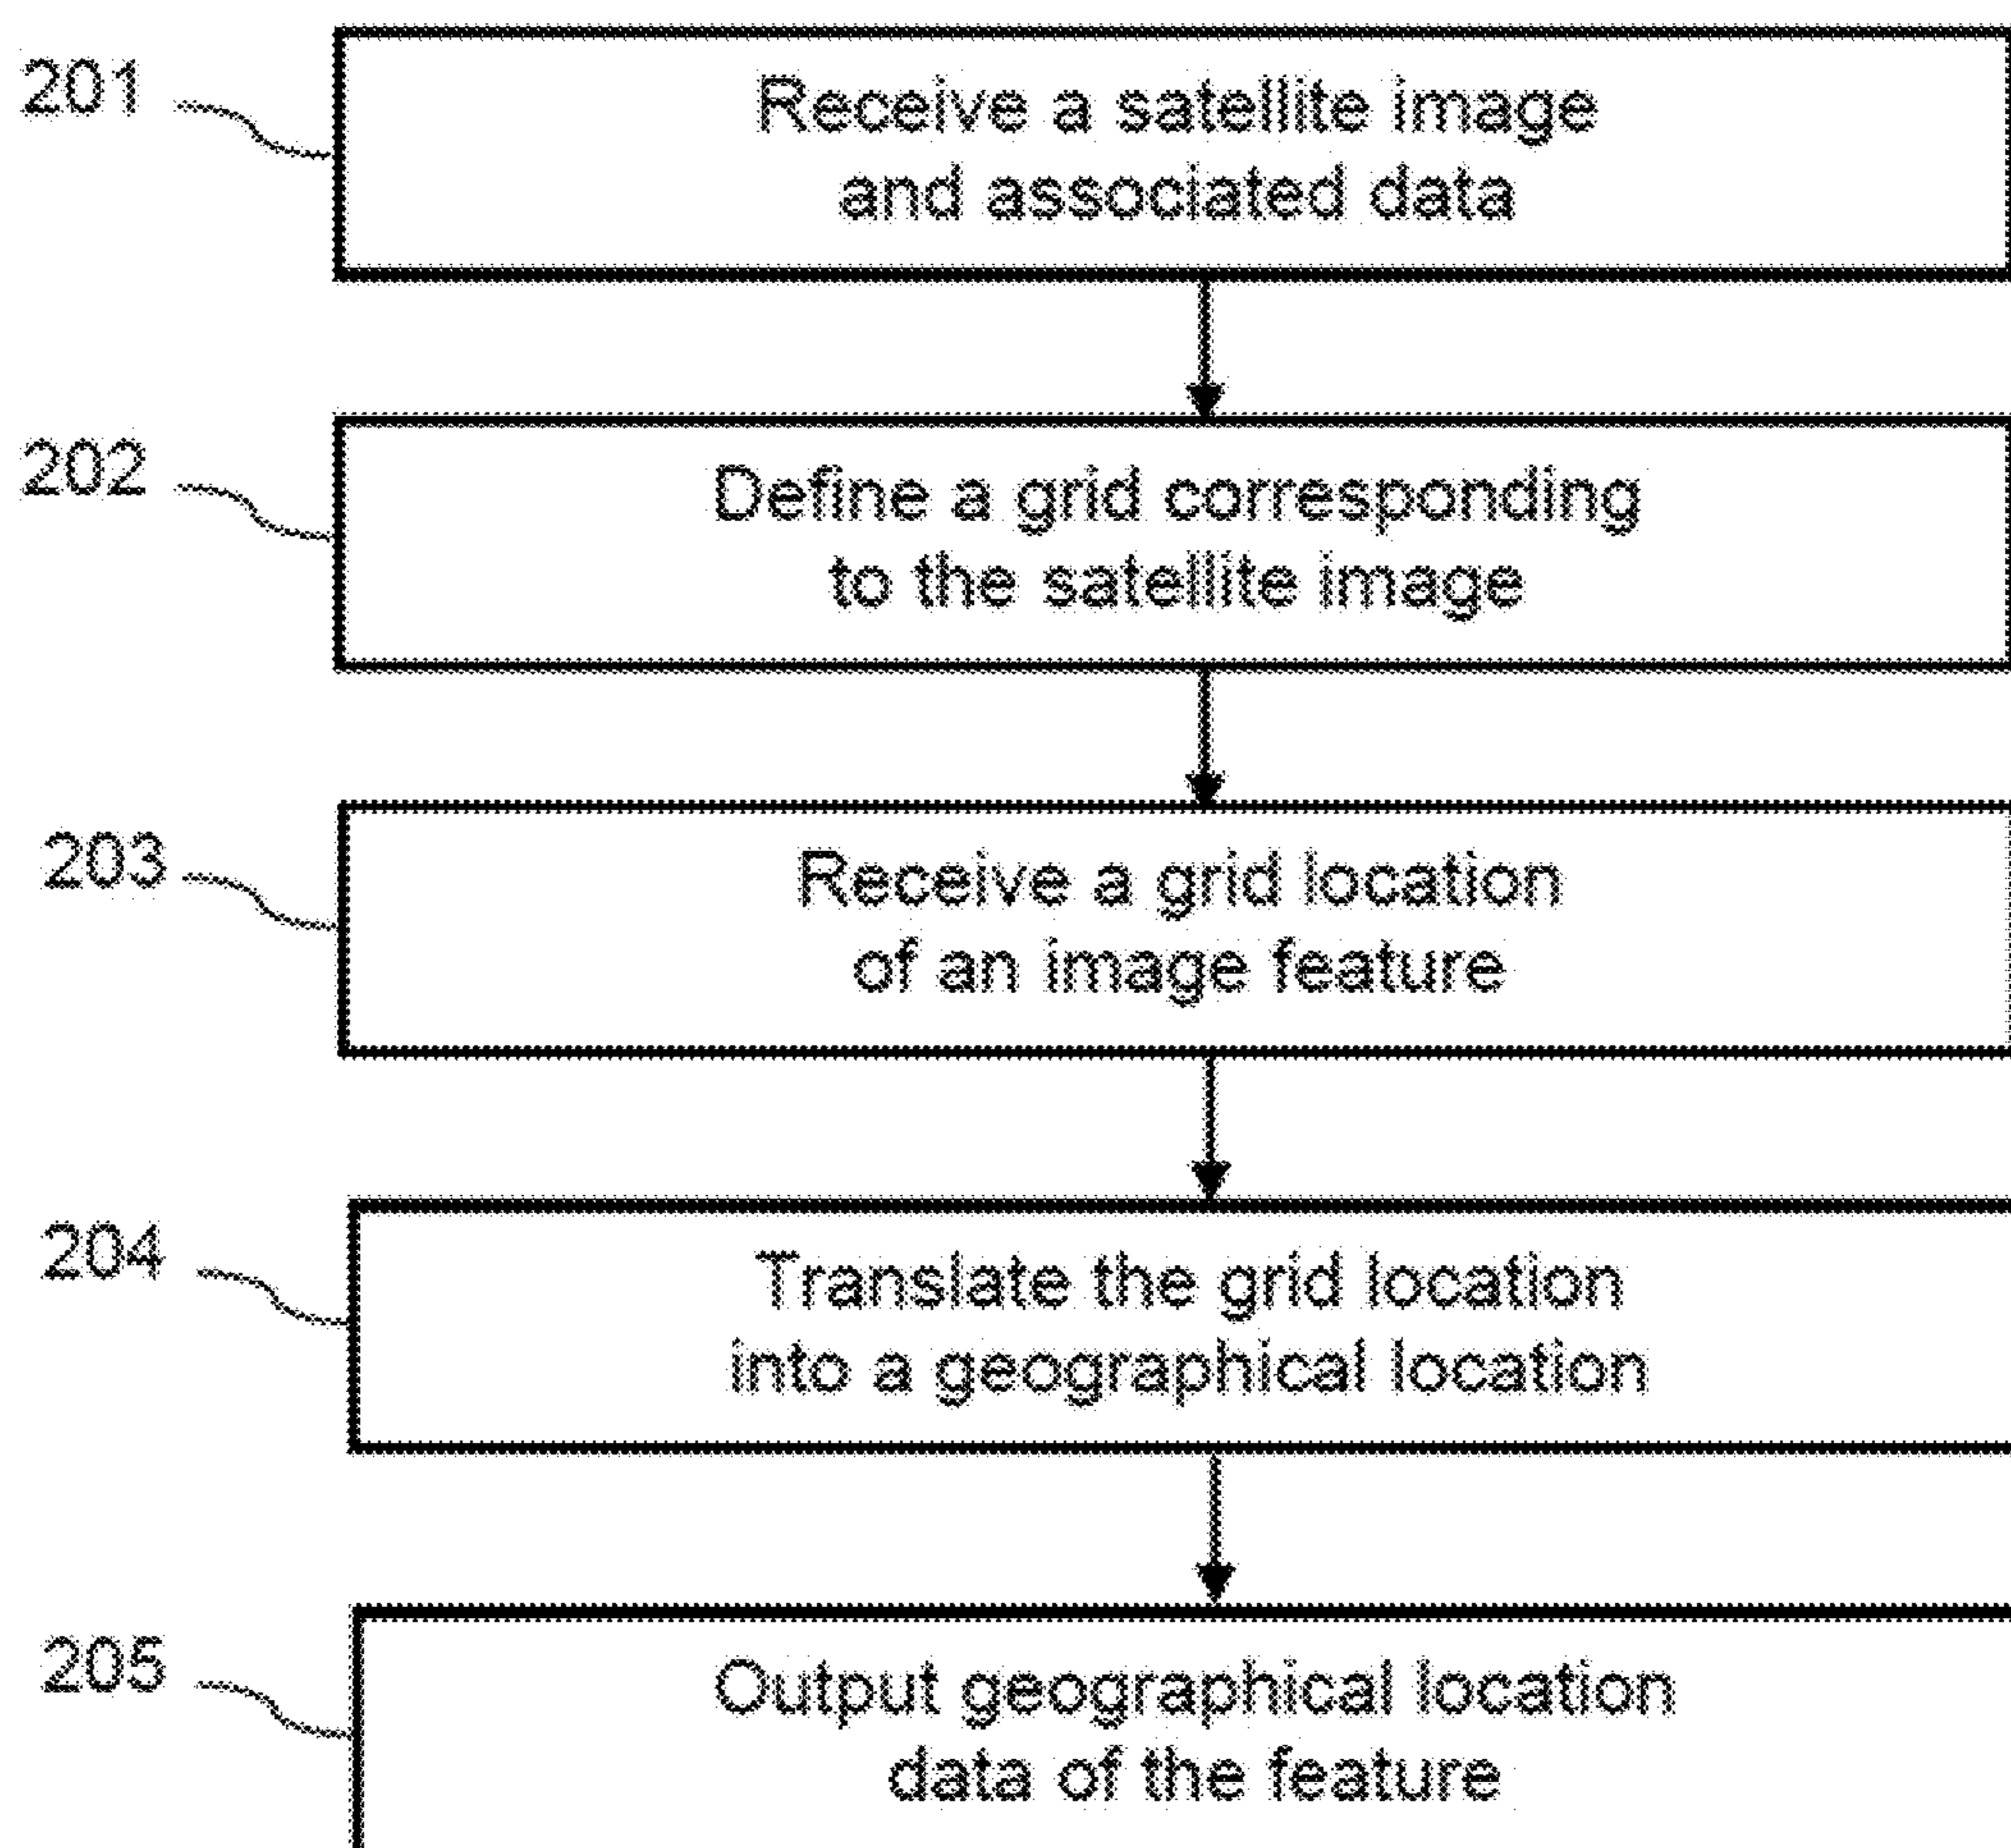 201
Receive a satellite image
and associated data
202
Define a grid corresponding
to the satellite image
203
Receive a grid location
of an image feature
204
Translate the grid location
into a geographical location
205
Output geographical location
data of the feature